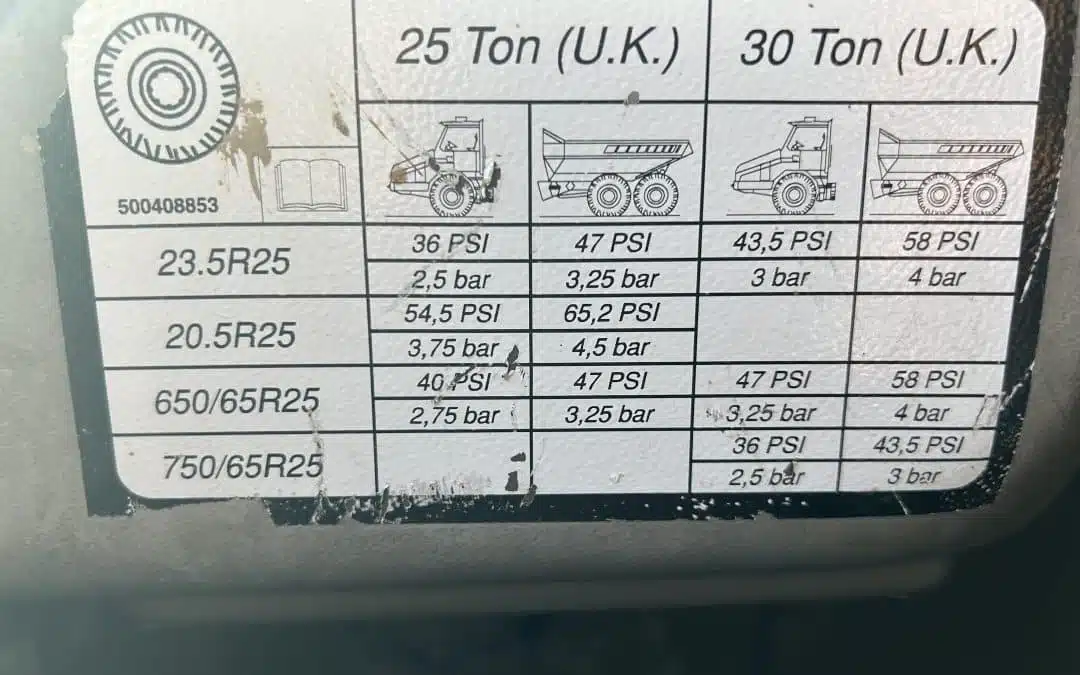 25 Ton (U.K.) 30 Ton (U.K.)
500408853
23.5R25 36 PSI 47 PSI 43,5 PSI 58 PSI
2,5 bar 3,25 bar 3 bar 4 bar
20.5R25 54,5 PSI 65,2 PSI
3,75 bar 4,5 bar
650/65R25 40 PSI 47 PSI 47 PSI 58 PSI
2,75 bar 3,25 bar 3,25 bar 4 bar
750/65R25 36 PSI 43,5 PSI
2,5 bar 3 bar